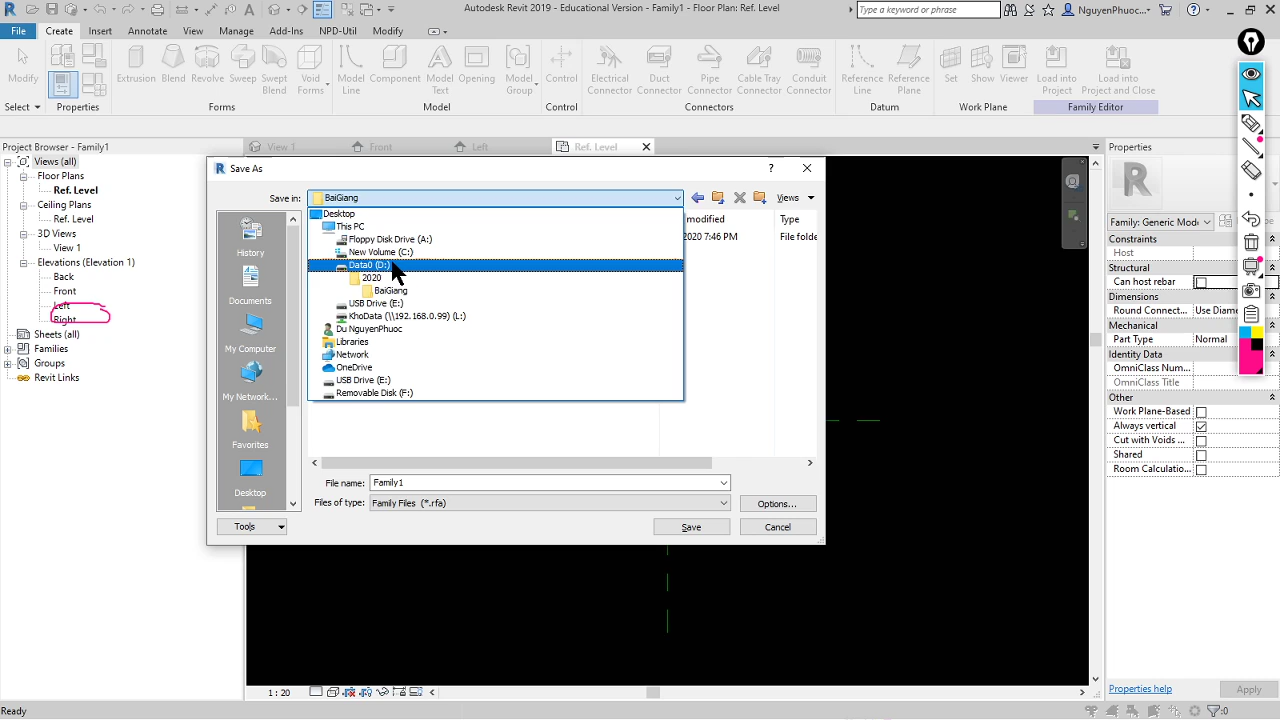 Autodesk Revit 2019 - Educational Version - Family1 - Floor Plan: Ref. Level
Type a keyword or phrase
NguyenPhuoc...
File
Create
Insert
Annotate
View
Manage
Add-Ins
NPD-Util
Modify
Modify
Extrusion
Blend
Revolve
Sweep
Swept
Blend
Void
Forms
Model
Line
Component
Model
Text
Opening
Model
Group
Control
Electrical
Connector
Duct
Connector
Pipe
Connector
Cable Tray
Connector
Conduit
Connector
Reference
Line
Reference
Plane
Set
Show
Viewer
Load into
Project
Load into
Project and Close
Select
Properties
Forms
Model
Control
Connectors
Datum
Work Plane
Family Editor
Project Browser - Family1
View 1
Front
Left
Ref. Level
Properties
Views (all)
Floor Plans
Ref. Level
Ceiling Plans
Ref. Level
3D Views
View 1
Elevations (Elevation 1)
Back
Front
Left
Right
Sheets (all)
Families
Groups
Revit Links
Save As
Save in:
BaiGiang
Views
Desktop
This PC
Floppy Disk Drive (A:)
New Volume (C:)
Data0 (D:)
2020
BaiGiang
USB Drive (E:)
KhoData (\\192.168.0.99) (L:)
Du NguyenPhuoc
Libraries
Network
OneDrive
USB Drive (E:)
Removable Disk (F:)
modified
Type
2020 7:46 PM
File folde
History
Documents
My Computer
My Network...
Favorites
Desktop
File name:
Family1
Files of type:
Family Files (*.rfa)
Options...
Tools
Save
Cancel
Family: Generic Mode
Constraints
Host
Structural
Can host rebar
Dimensions
Round Connect...
Use Diame
Mechanical
Part Type
Normal
Identity Data
OmniClass Num...
OmniClass Title
Other
Work Plane-Based
Always vertical
Cut with Voids ...
Shared
Room Calculatio...
Properties help
Apply
1 : 20
Ready
:0